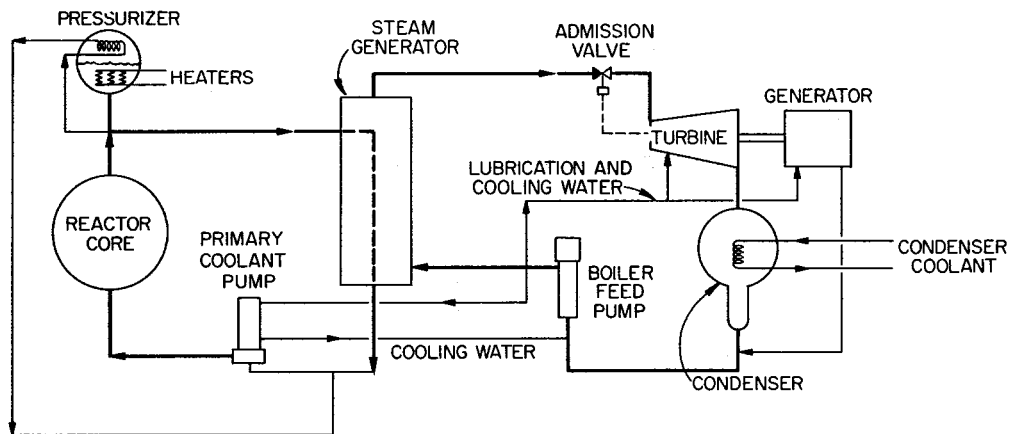 PRESSURIZER
HEATERS
STEAM
GENERATOR
ADMISSION
VALVE
GENERATOR
TURBINE
LUBRICATION AND
COOLING WATER
REACTOR
CORE
PRIMARY
COOLANT
PUMP
BOILER
FEED
PUMP
CONDENSER
COOLANT
COOLING WATER
CONDENSER